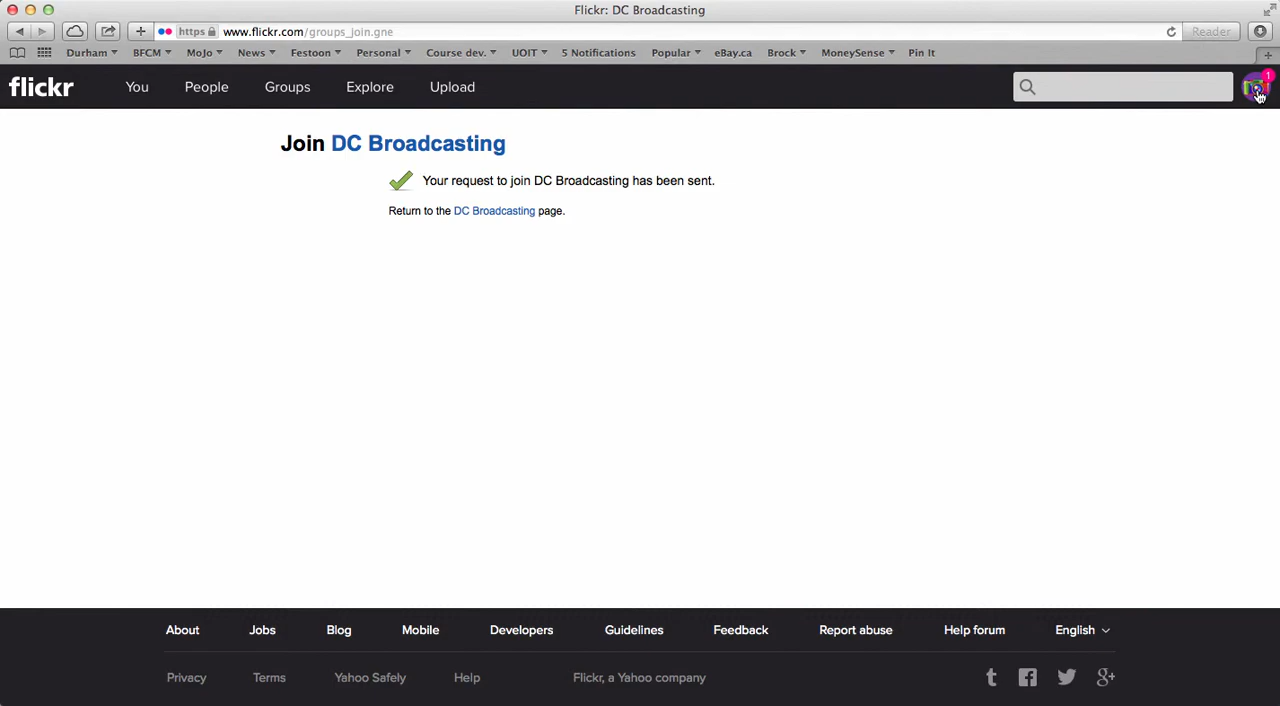 Flickr: DC Broadcasting
https www.flickr.com/groups_join.gne Reader
Durham BFCM MoJo News Festoon Personal Course dev. UOIT 5 Notifications Popular eBay.ca Brock MoneySense Pin It
flickr You People Groups Explore Upload 1
Join DC Broadcasting
Your request to join DC Broadcasting has been sent.
Return to the DC Broadcasting page.
About Jobs Blog Mobile Developers Guidelines Feedback Report abuse Help forum English
Privacy Terms Yahoo Safely Help Flickr, a Yahoo company